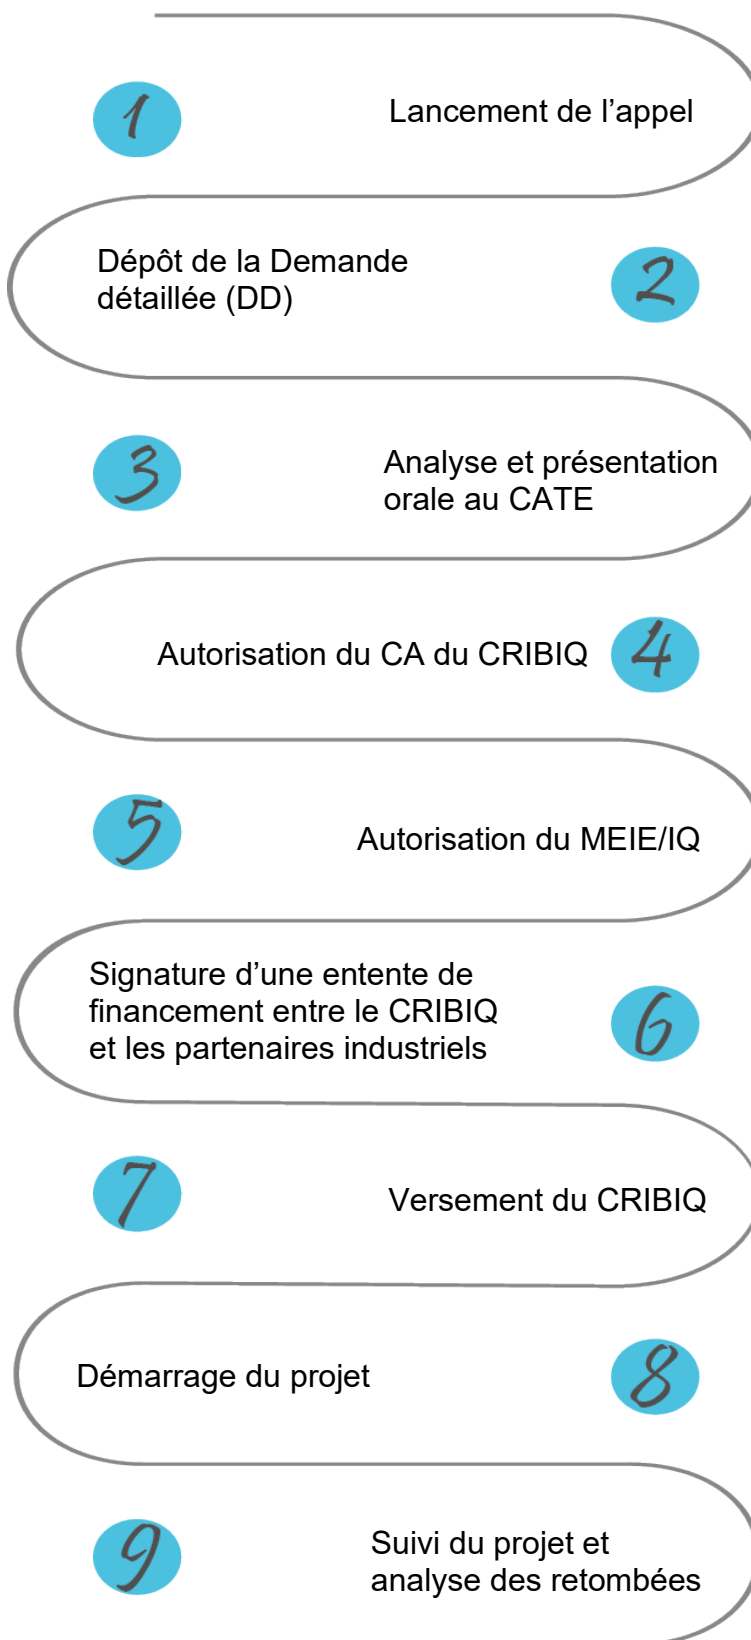 1
Lancement de l’appel
Dépôt de la Demande
détaillée (DD)
2
3
Analyse et présentation
orale au CATE
Autorisation du CA du CRIBIQ
4
5
Autorisation du MEIE/IQ
Signature d’une entente de
financement entre le CRIBIQ
et les partenaires industriels
6
7
Versement du CRIBIQ
Démarrage du projet
8
9
Suivi du projet et
analyse des retombées